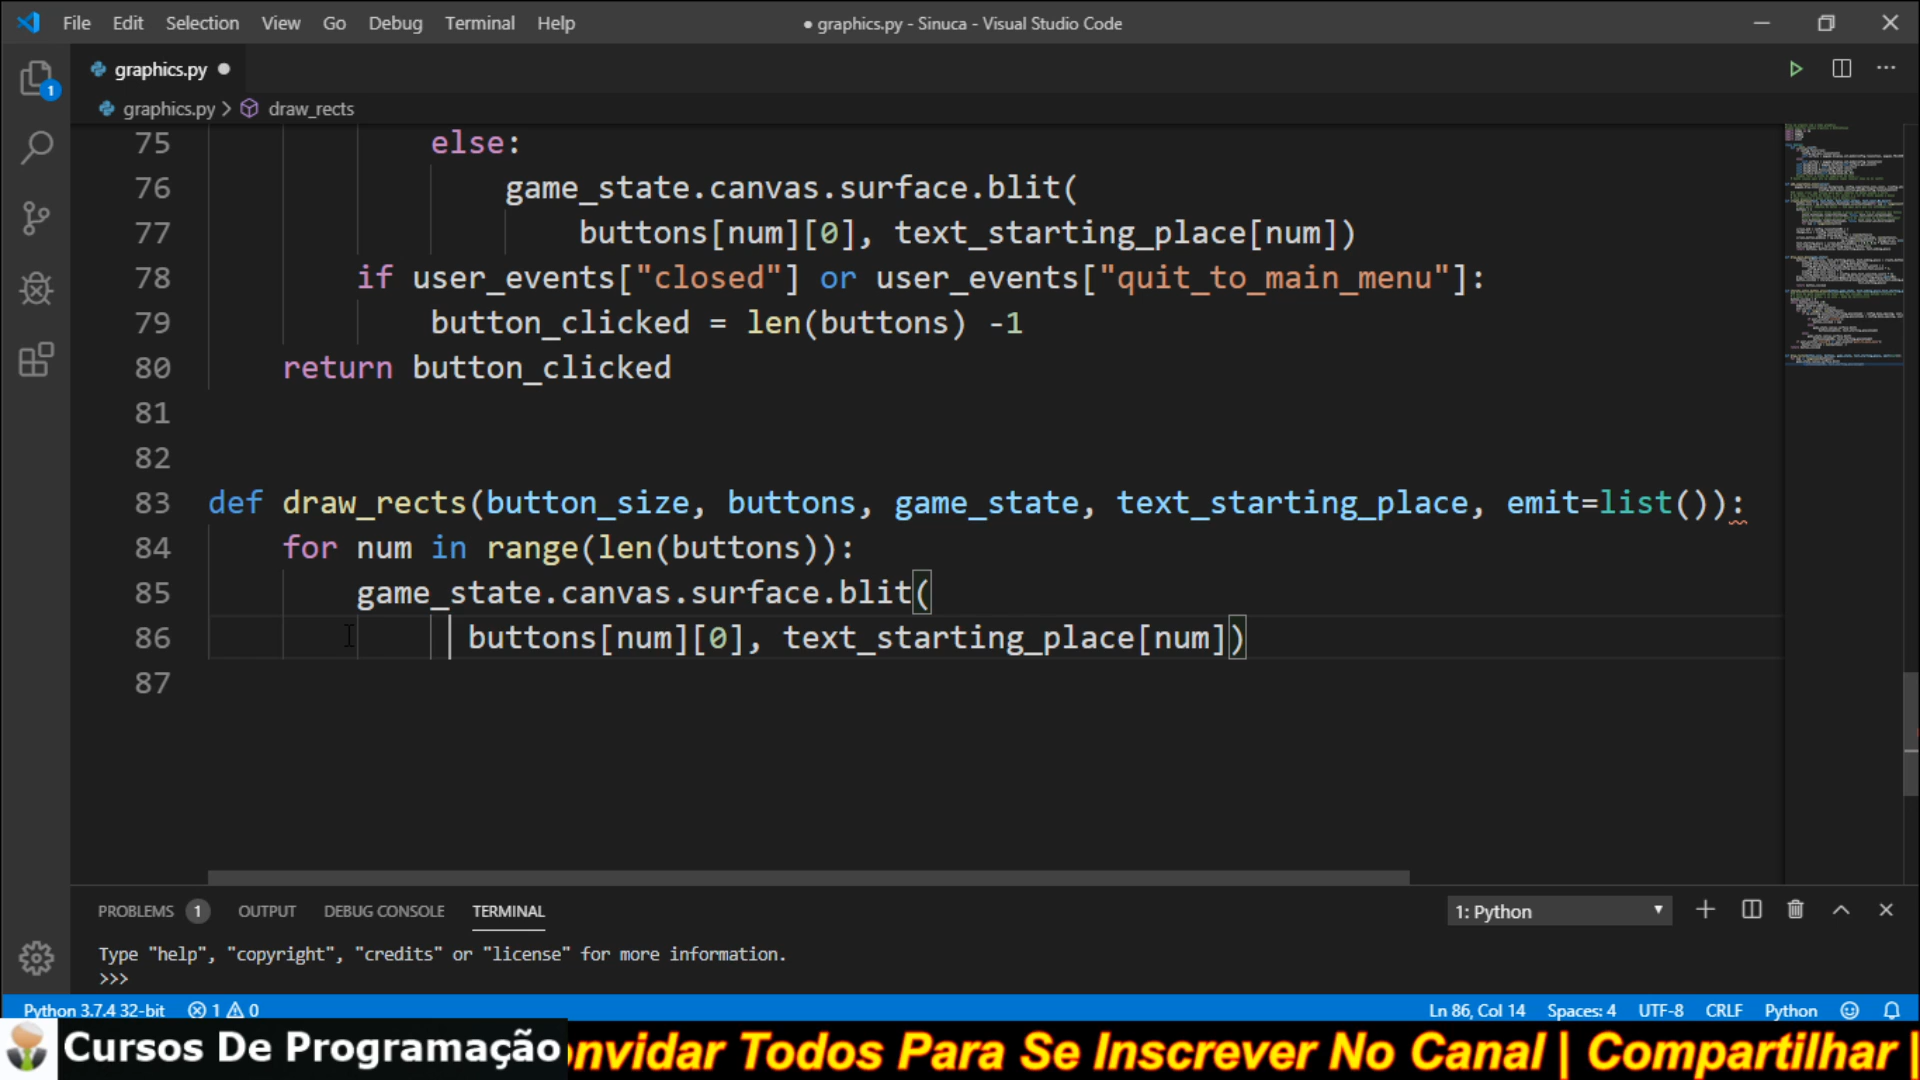 File Edit Selection View Go Debug Terminal Help
● graphics.py - Sinuca - Visual Studio Code
graphics.py
graphics.py > draw_rects
1
75 else:
76 game_state.canvas.surface.blit(
77 buttons[num][0], text_starting_place[num])
78 if user_events["closed"] or user_events["quit_to_main_menu"]:
79 button_clicked = len(buttons) -1
80 return button_clicked
81
82
83 def draw_rects(button_size, buttons, game_state, text_starting_place, emit=list()):
84 for num in range(len(buttons)):
85 game_state.canvas.surface.blit(
86 buttons[num][0], text_starting_place[num])
87
PROBLEMS 1 OUTPUT DEBUG CONSOLE TERMINAL 1: Python
Type "help", "copyright", "credits" or "license" for more information.
>>>
Python 3.7.4 32-bit 1 0 Ln 86, Col 14 Spaces: 4 UTF-8 CRLF Python
Cursos De Programação onvidar Todos Para Se Inscrever No Canal | Compartilhar |